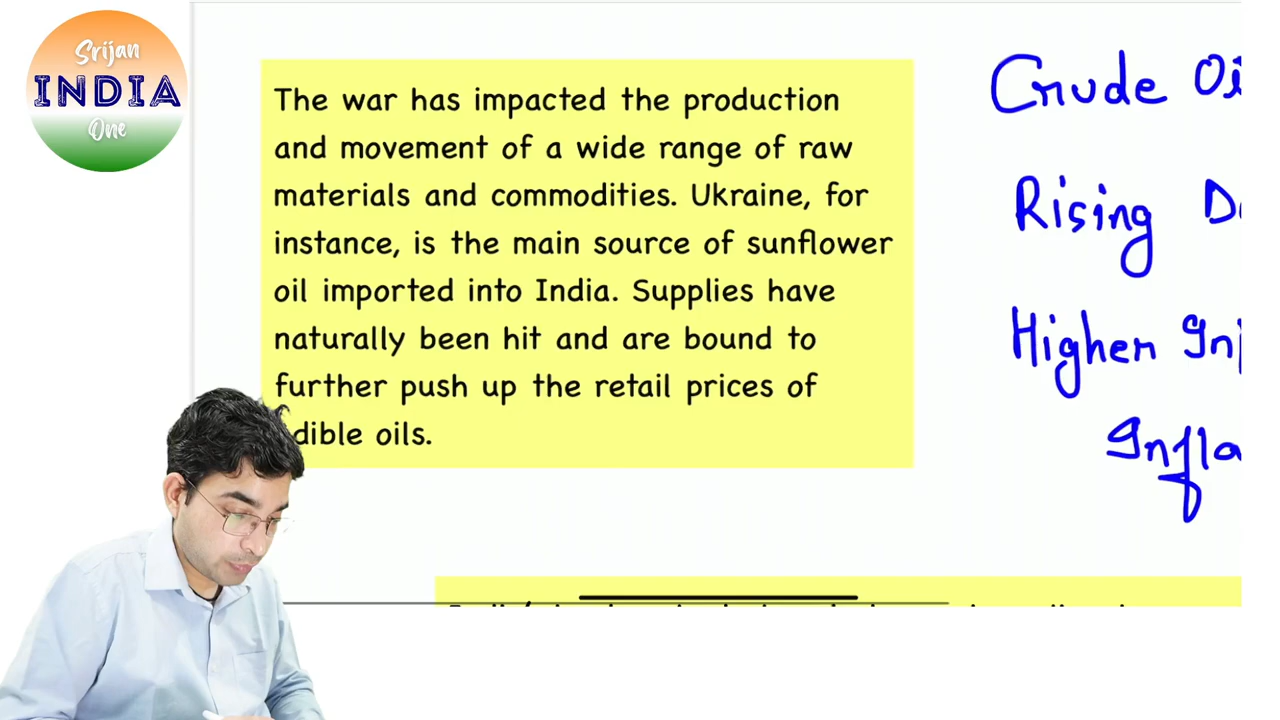 Srijan
INDIA
One
The war has impacted the production
and movement of a wide range of raw
materials and commodities. Ukraine, for
instance, is the main source of sunflower
oil imported into India. Supplies have
naturally been hit and are bound to
further push up the retail prices of
dible oils.
Crude
Rising
Higher